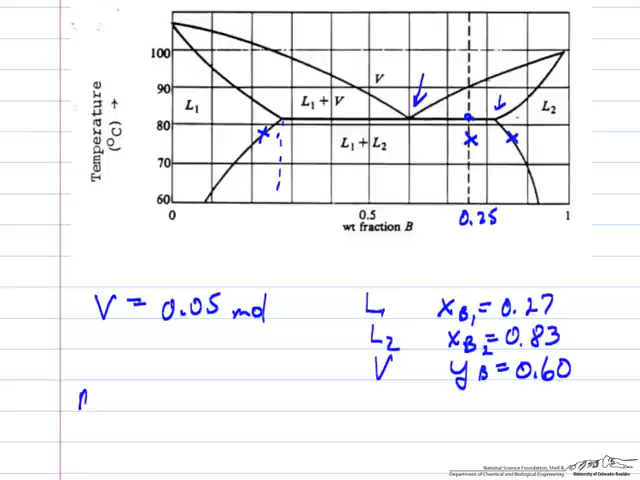 100
V
90
L1
L1 + V
L2
80
L1 + L2
70
60
Temperature (°C) →
0
0.5
0.25
1
wt fraction B
V = 0.05 mol
L1 xB1 = 0.27
L2 xB2 = 0.83
V yB = 0.60
National Science Foundation, Shell &
Department of Chemical and Biological Engineering
University of Colorado Boulder